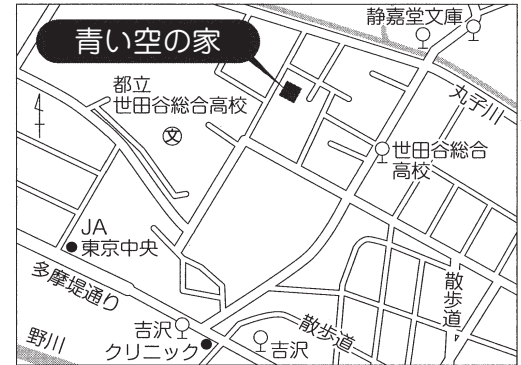 静嘉堂文庫
青い空の家
都立
世田谷総合高校
丸子川
文
世田谷総合
高校
JA
東京中央
多摩堤通り
散歩道
吉沢
クリニック
散歩道
吉沢
野川